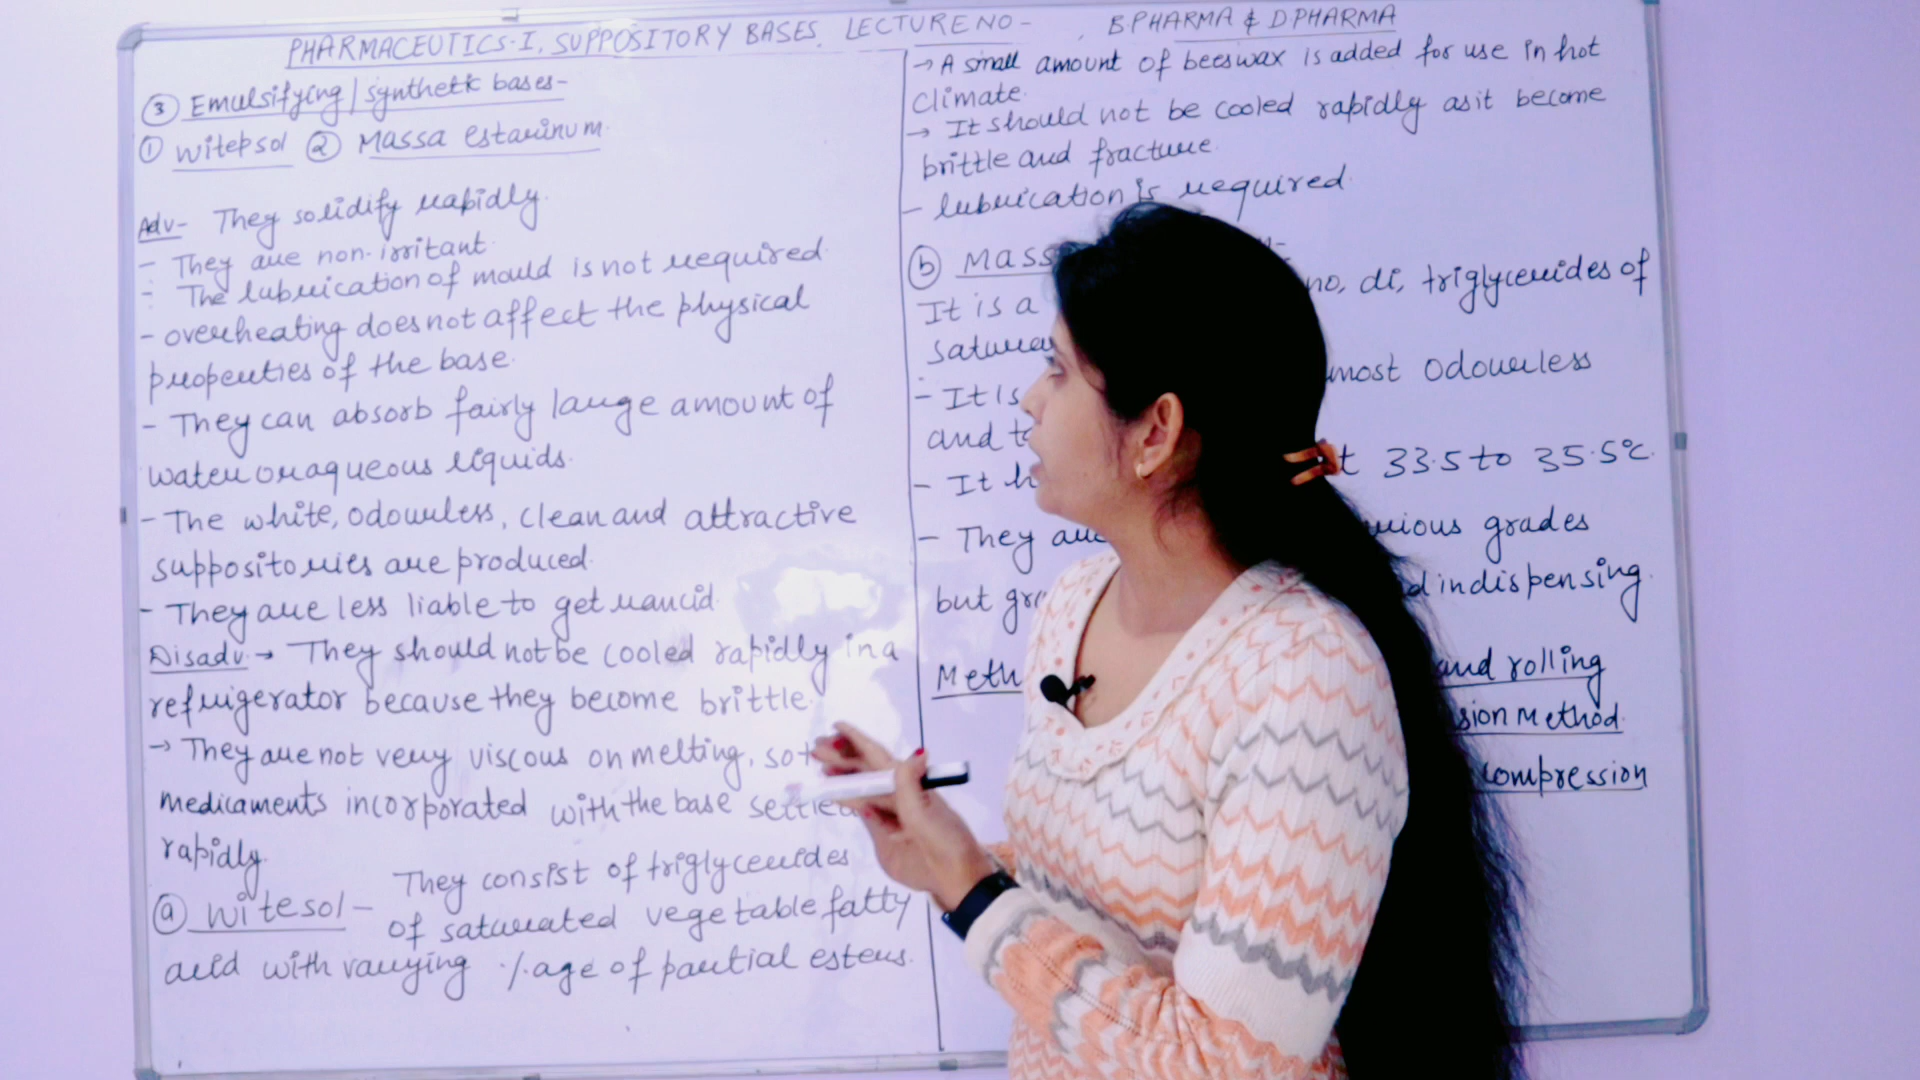 PHARMACEUTICS-I, SUPPOSITORY BASES, LECTURE NO - , B.PHARMA & D.PHARMA
③ Emulsifying/synthetic bases-
① Witepsol ② Massa estarinum.
Adv- They solidify rapidly.
- They are non-irritant.
- The lubrication of mould is not required.
- overheating does not affect the physical
properties of the base.
- They can absorb fairly large amount of
water or aqueous liquids.
- The white, odourless, clean and attractive
suppositories are produced.
- They are less liable to get rancid.
Disadv.→ They should not be cooled rapidly in a
refrigerator because they become brittle.
→ They are not very viscous on melting, so
medicaments incorporated with the base
rapidly.
ⓐ Witesol - They consist of triglycerides
of saturated vegetable fatty
acid with varying %age of partial esters.
→ A small amount of beeswax is added for use in hot
climate.
→ It should not be cooled rapidly as it become
brittle and fracture.
- lubrication is required.
ⓑ Mass
It is a no, di, triglycerides of
- It is most odourless
and
- It 33.5 to 35.5°C.
- They grades
but indispensing.
Meth and rolling
sion Method.
compression